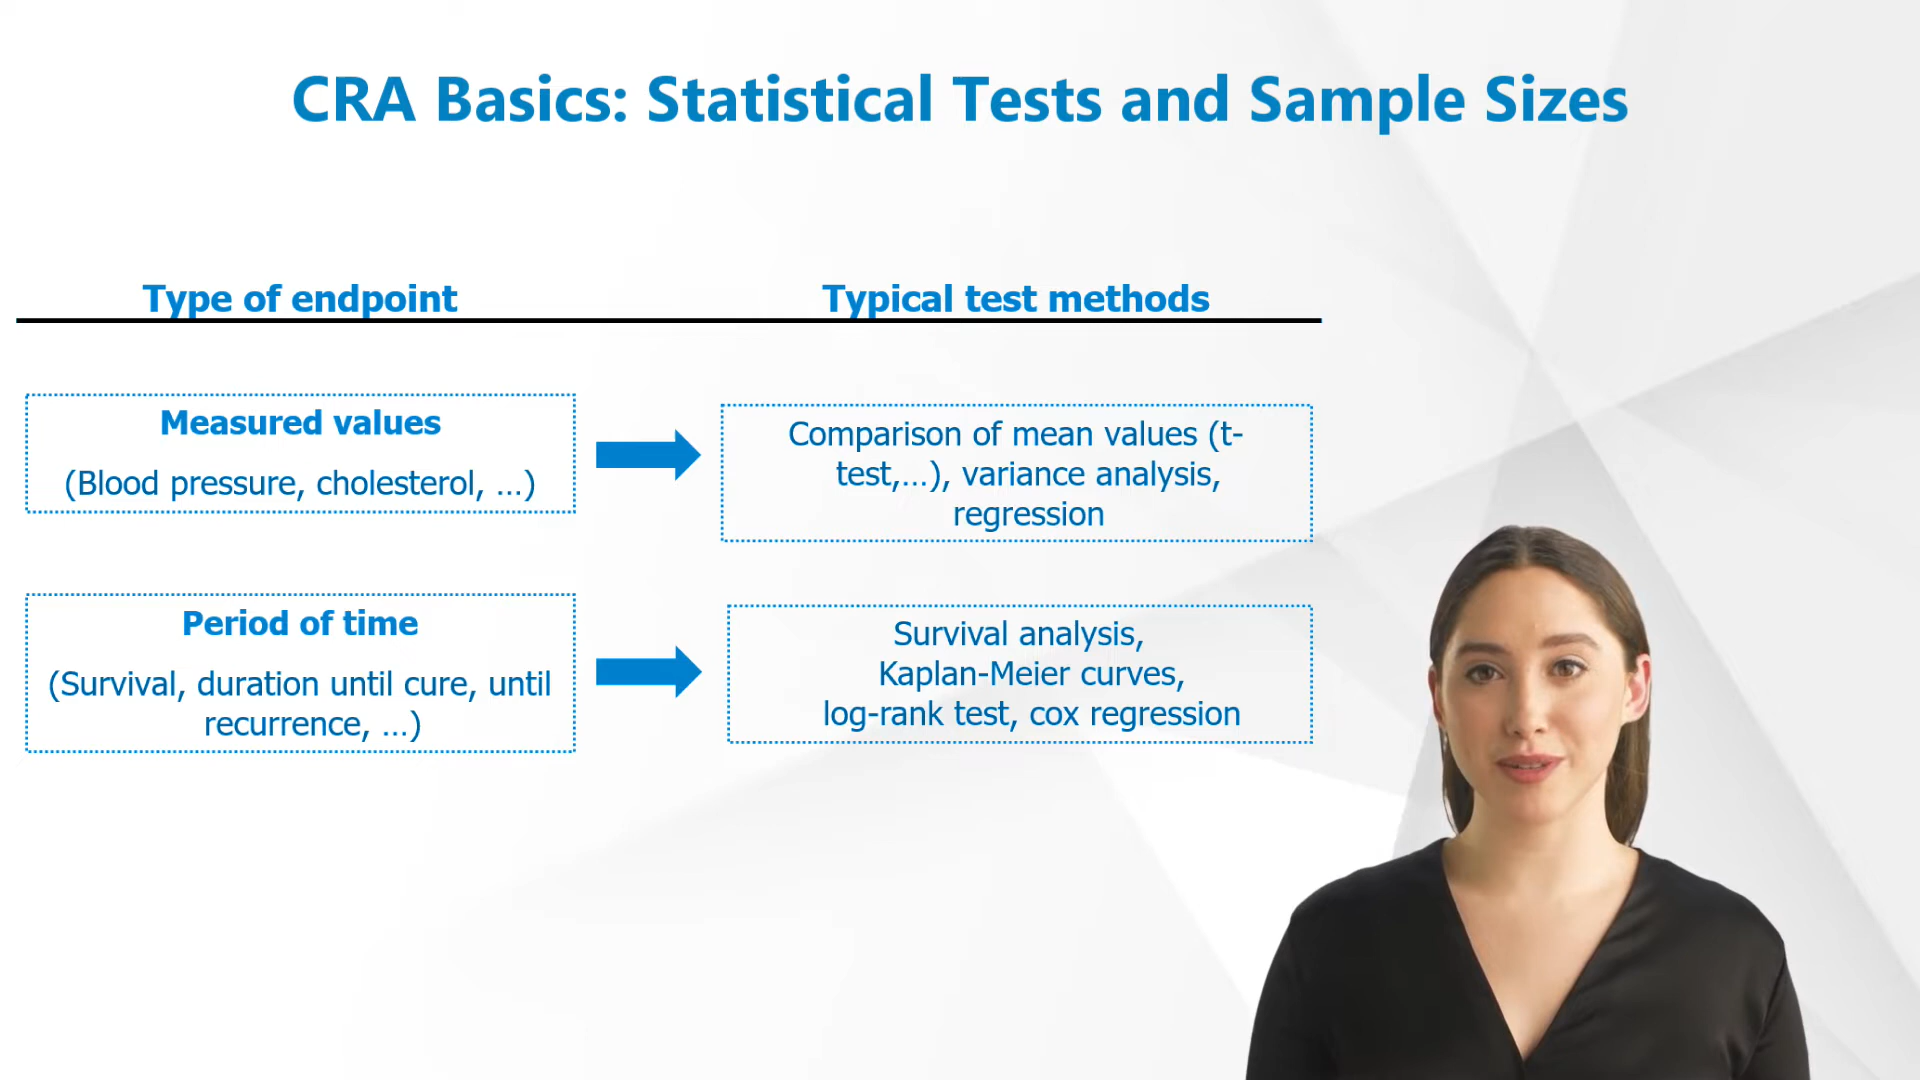 CRA Basics: Statistical Tests and Sample Sizes
Type of endpoint
Typical test methods
Measured values
(Blood pressure, cholesterol, ...)
Comparison of mean values (t-
test,...), variance analysis,
regression
Period of time
(Survival, duration until cure, until
recurrence, ...)
Survival analysis,
Kaplan-Meier curves,
log-rank test, cox regression